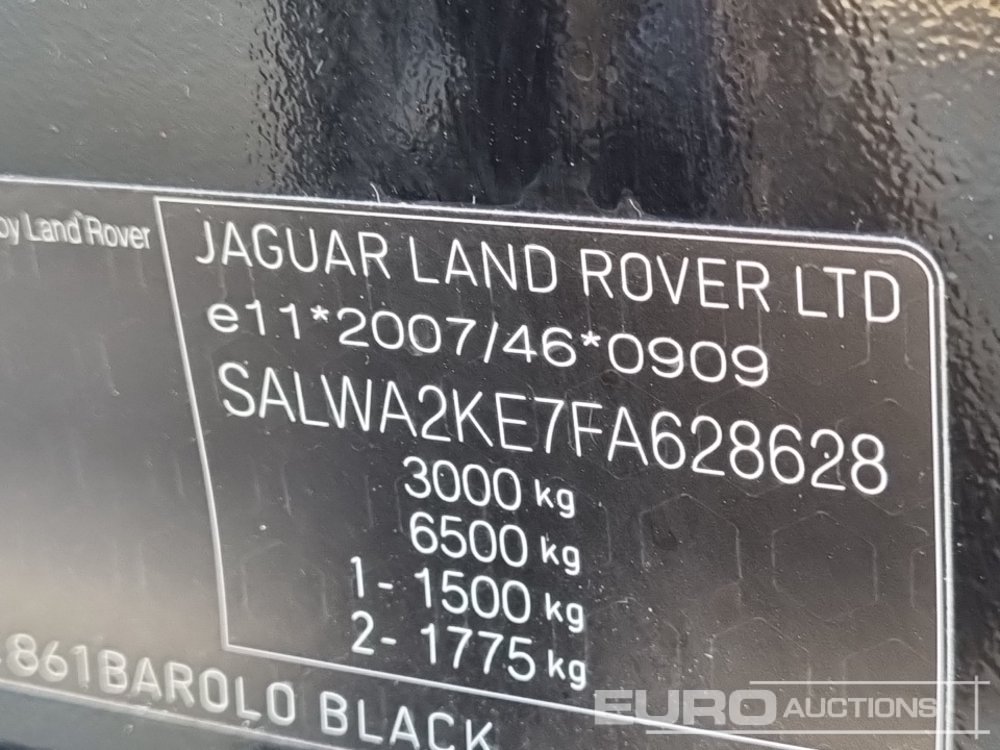 by Land Rover
JAGUAR LAND ROVER LTD
e11*2007/46*0909
SALWA2KE7FA628628
3000 kg
6500 kg
1- 1500 kg
2- 1775 kg
861BAROLO BLACK
EURO AUCTIONS